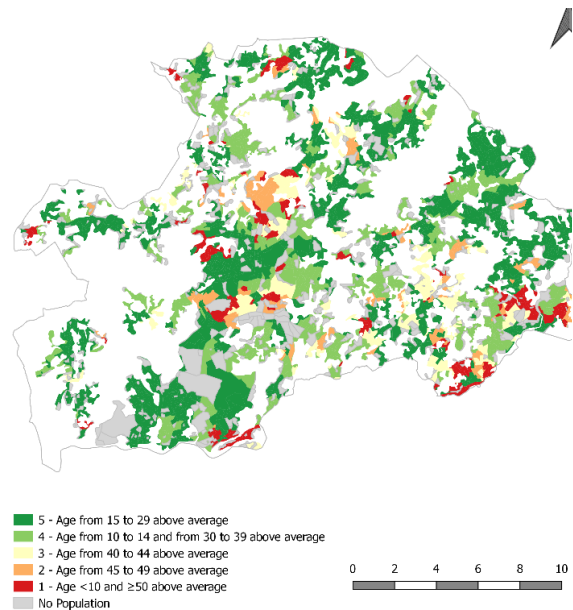 5 - Age from 15 to 29 above average
4 - Age from 10 to 14 and from 30 to 39 above average
3 - Age from 40 to 44 above average
2 - Age from 45 to 49 above average
1 - Age <10 and ≥50 above average
No Population
0 2 4 6 8 10